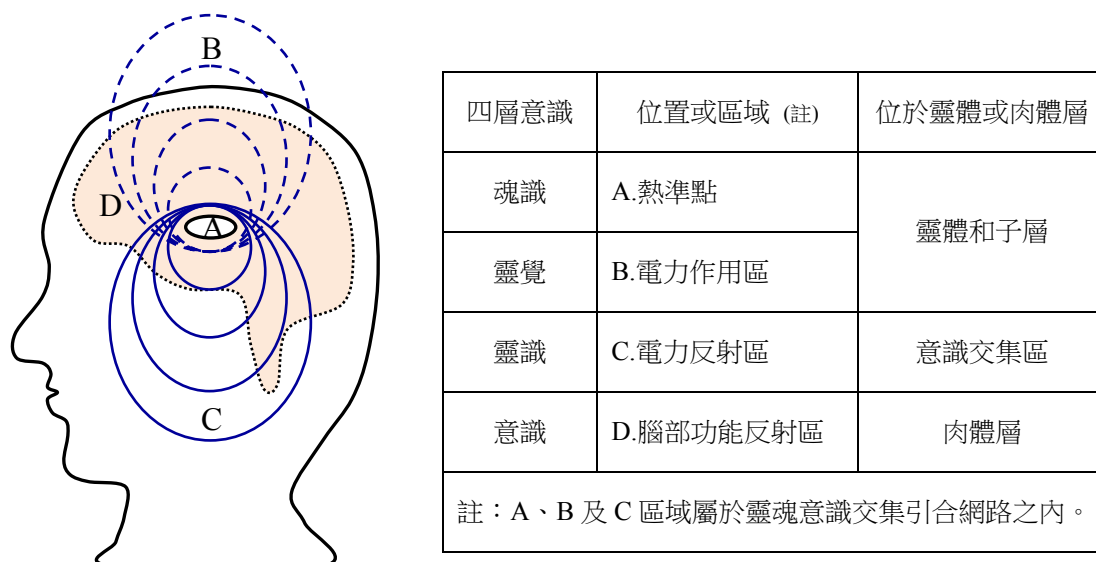 B
D
A
C
四層意識 位置或區域 (註) 位於靈體或肉體層
魂識 A.熱準點 靈體和子層
靈覺 B.電力作用區
靈識 C.電力反射區 意識交集區
意識 D.腦部功能反射區 肉體層
註：A、B 及 C 區域屬於靈魂意識交集引合網路之內。